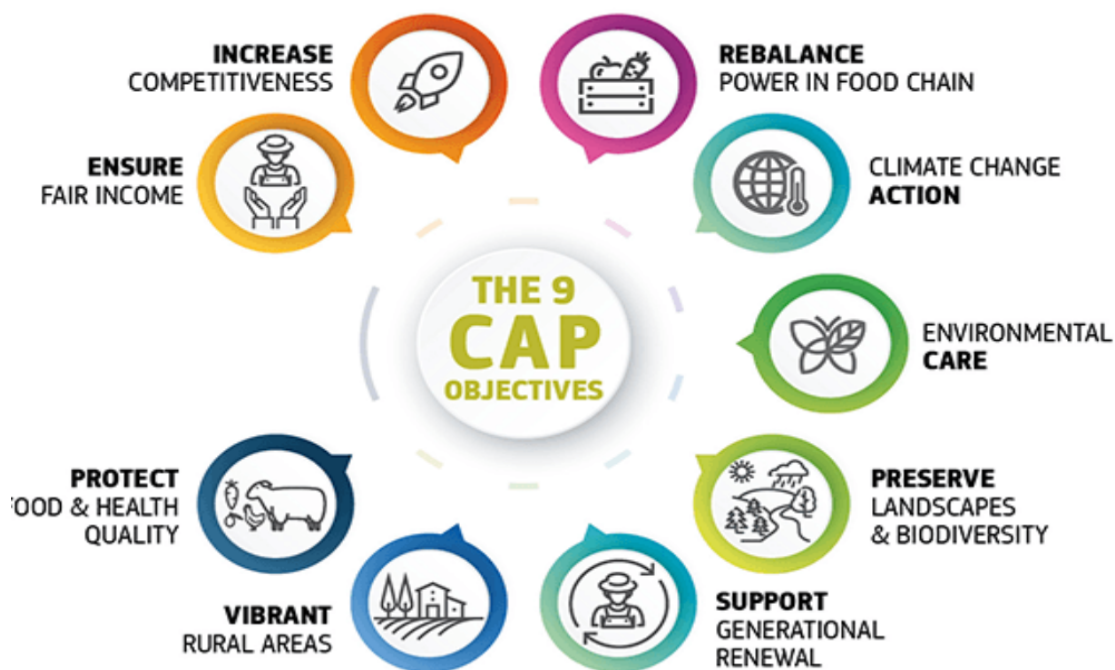 INCREASE
COMPETITIVENESS
REBALANCE
POWER IN FOOD CHAIN
ENSURE
FAIR INCOME
CLIMATE CHANGE
ACTION
THE 9
CAP
OBJECTIVES
ENVIRONMENTAL
CARE
PROTECT
OOD & HEALTH
QUALITY
PRESERVE
LANDSCAPES
& BIODIVERSITY
VIBRANT
RURAL AREAS
SUPPORT
GENERATIONAL
RENEWAL